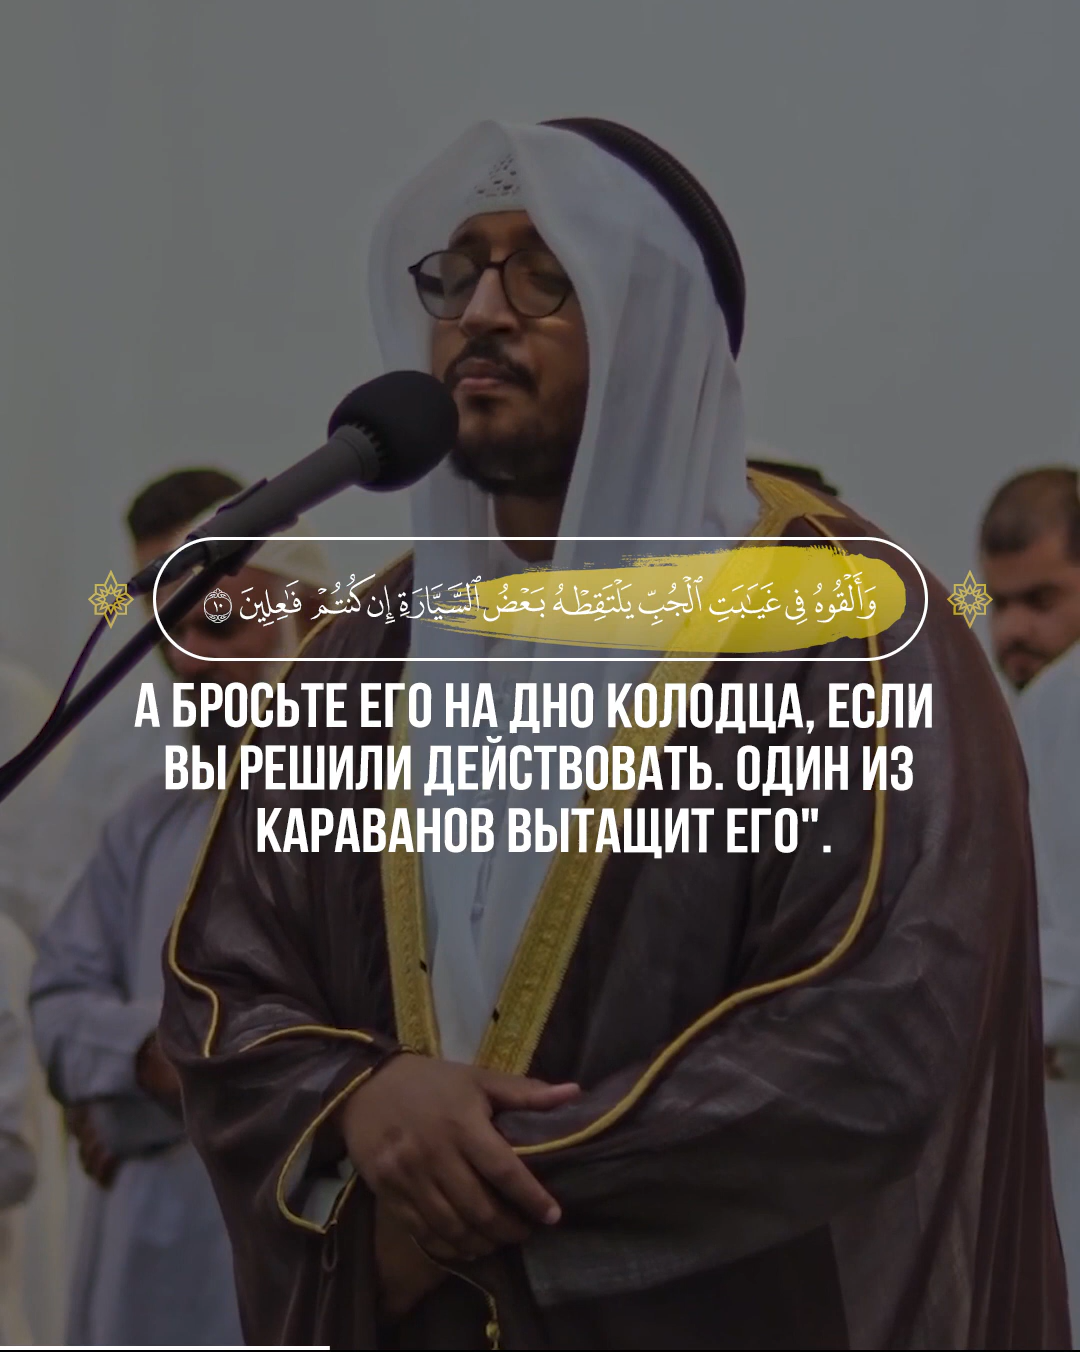 وَأَلْقُوهُ فِى غَيَـٰبَتِ ٱلْجُبِّ يَلْتَقِطْهُ بَعْضُ ٱلسَّيَّارَةِ إِن كُنتُمْ فَـٰعِلِينَ ١٠
А БРОСЬТЕ ЕГО НА ДНО КОЛОДЦА, ЕСЛИ
ВЫ РЕШИЛИ ДЕЙСТВОВАТЬ. ОДИН ИЗ
КАРАВАНОВ ВЫТАЩИТ ЕГО".